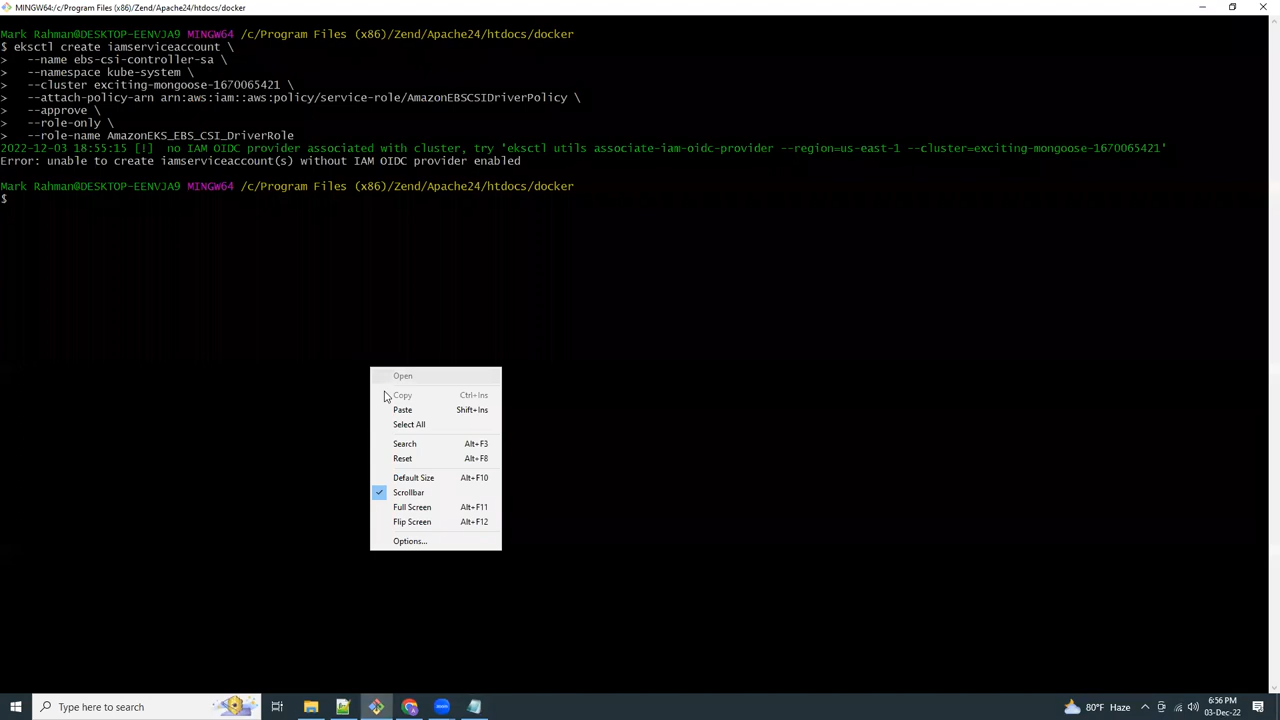 MINGW64:/c/Program Files (x86)/Zend/Apache24/htdocs/docker
Mark Rahman@DESKTOP-EENVJA9 MINGW64 /c/Program Files (x86)/Zend/Apache24/htdocs/docker
$ eksctl create iamserviceaccount \
>   --name ebs-csi-controller-sa \
>   --namespace kube-system \
>   --cluster exciting-mongoose-1670065421 \
>   --attach-policy-arn arn:aws:iam::aws:policy/service-role/AmazonEBSCSIDriverPolicy \
>   --approve \
>   --role-only \
>   --role-name AmazonEKS_EBS_CSI_DriverRole
2022-12-03 18:55:15 [!]  no IAM OIDC provider associated with cluster, try 'eksctl utils associate-iam-oidc-provider --region=us-east-1 --cluster=exciting-mongoose-1670065421'
Error: unable to create iamserviceaccount(s) without IAM OIDC provider enabled
Mark Rahman@DESKTOP-EENVJA9 MINGW64 /c/Program Files (x86)/Zend/Apache24/htdocs/docker
$
Open
Copy Ctrl+Ins
Paste Shift+Ins
Select All
Search Alt+F3
Reset Alt+F8
Default Size Alt+F10
Scrollbar
Full Screen Alt+F11
Flip Screen Alt+F12
Options...
Type here to search
80°F Haze
6:56 PM
03-Dec-22